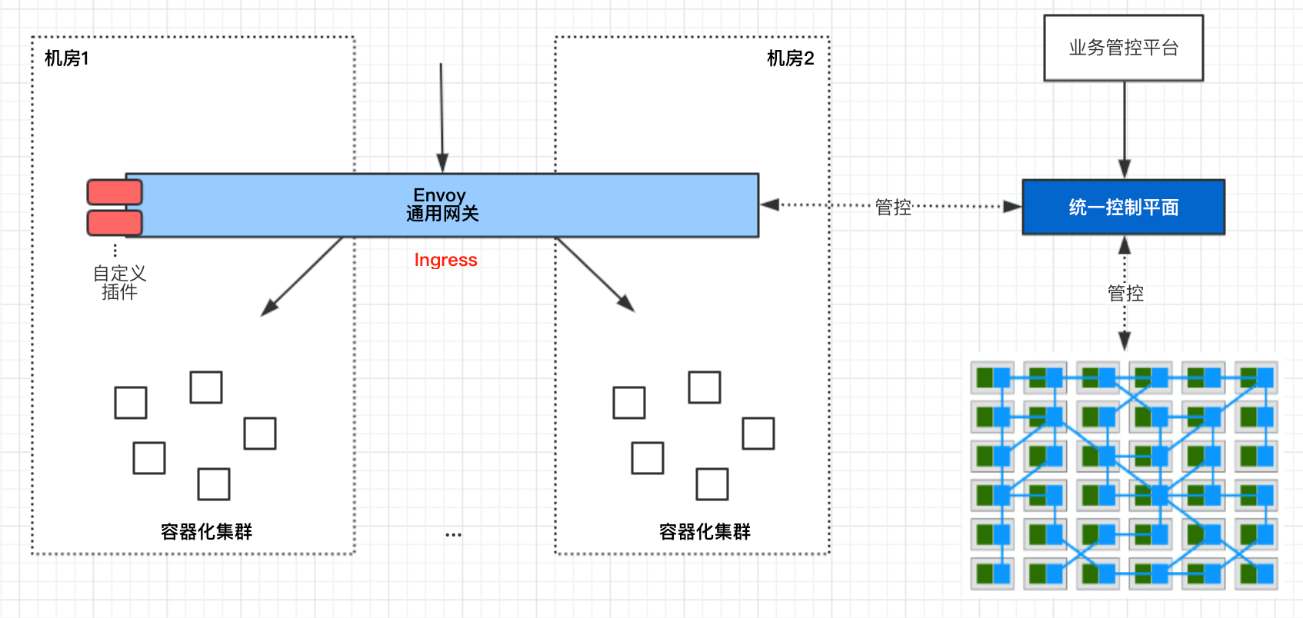 机房1
机房2
业务管控平台
Envoy
通用网关
管控
统一控制平面
Ingress
自定义
插件
管控
容器化集群
...
容器化集群